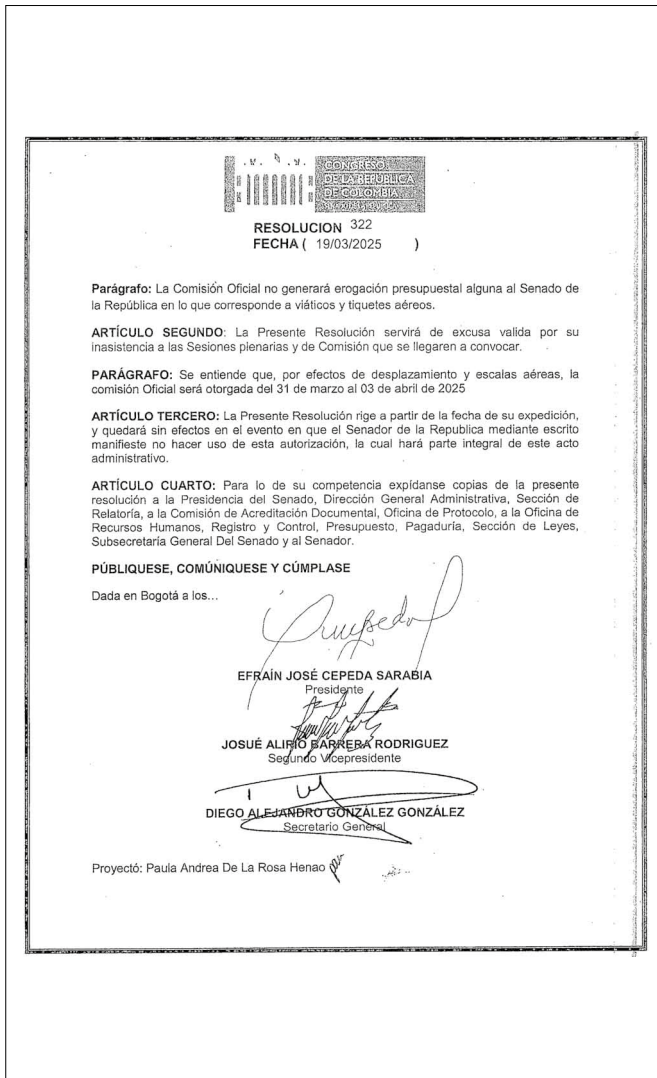 CONGRESO
DE LA REPÚBLICA
DE COLOMBIA
RESOLUCION 322
FECHA ( 19/03/2025 )
Parágrafo: La Comisión Oficial no generará erogación presupuestal alguna al Senado de
la República en lo que corresponde a viáticos y tiquetes aéreos.
ARTÍCULO SEGUNDO: La Presente Resolución servirá de excusa valida por su
inasistencia a las Sesiones plenarias y de Comisión que se llegaren a convocar.
PARÁGRAFO: Se entiende que, por efectos de desplazamiento y escalas aéreas, la
comisión Oficial será otorgada del 31 de marzo al 03 de abril de 2025
ARTÍCULO TERCERO: La Presente Resolución rige a partir de la fecha de su expedición,
y quedará sin efectos en el evento en que el Senador de la Republica mediante escrito
manifieste no hacer uso de esta autorización, la cual hará parte integral de este acto
administrativo.
ARTÍCULO CUARTO: Para lo de su competencia expídanse copias de la presente
resolución a la Presidencia del Senado, Dirección General Administrativa, Sección de
Relatoría, a la Comisión de Acreditación Documental, Oficina de Protocolo, a la Oficina de
Recursos Humanos, Registro y Control, Presupuesto, Pagaduría, Sección de Leyes,
Subsecretaría General Del Senado y al Senador.
PÚBLIQUESE, COMÚNIQUESE Y CÚMPLASE
Dada en Bogotá a los...
EFRAÍN JOSÉ CEPEDA SARABIA
Presidente
JOSUÉ ALIRIO BARRERA RODRIGUEZ
Segundo Vicepresidente
DIEGO ALEJANDRO GONZÁLEZ GONZÁLEZ
Secretario General
Proyectó: Paula Andrea De La Rosa Henao